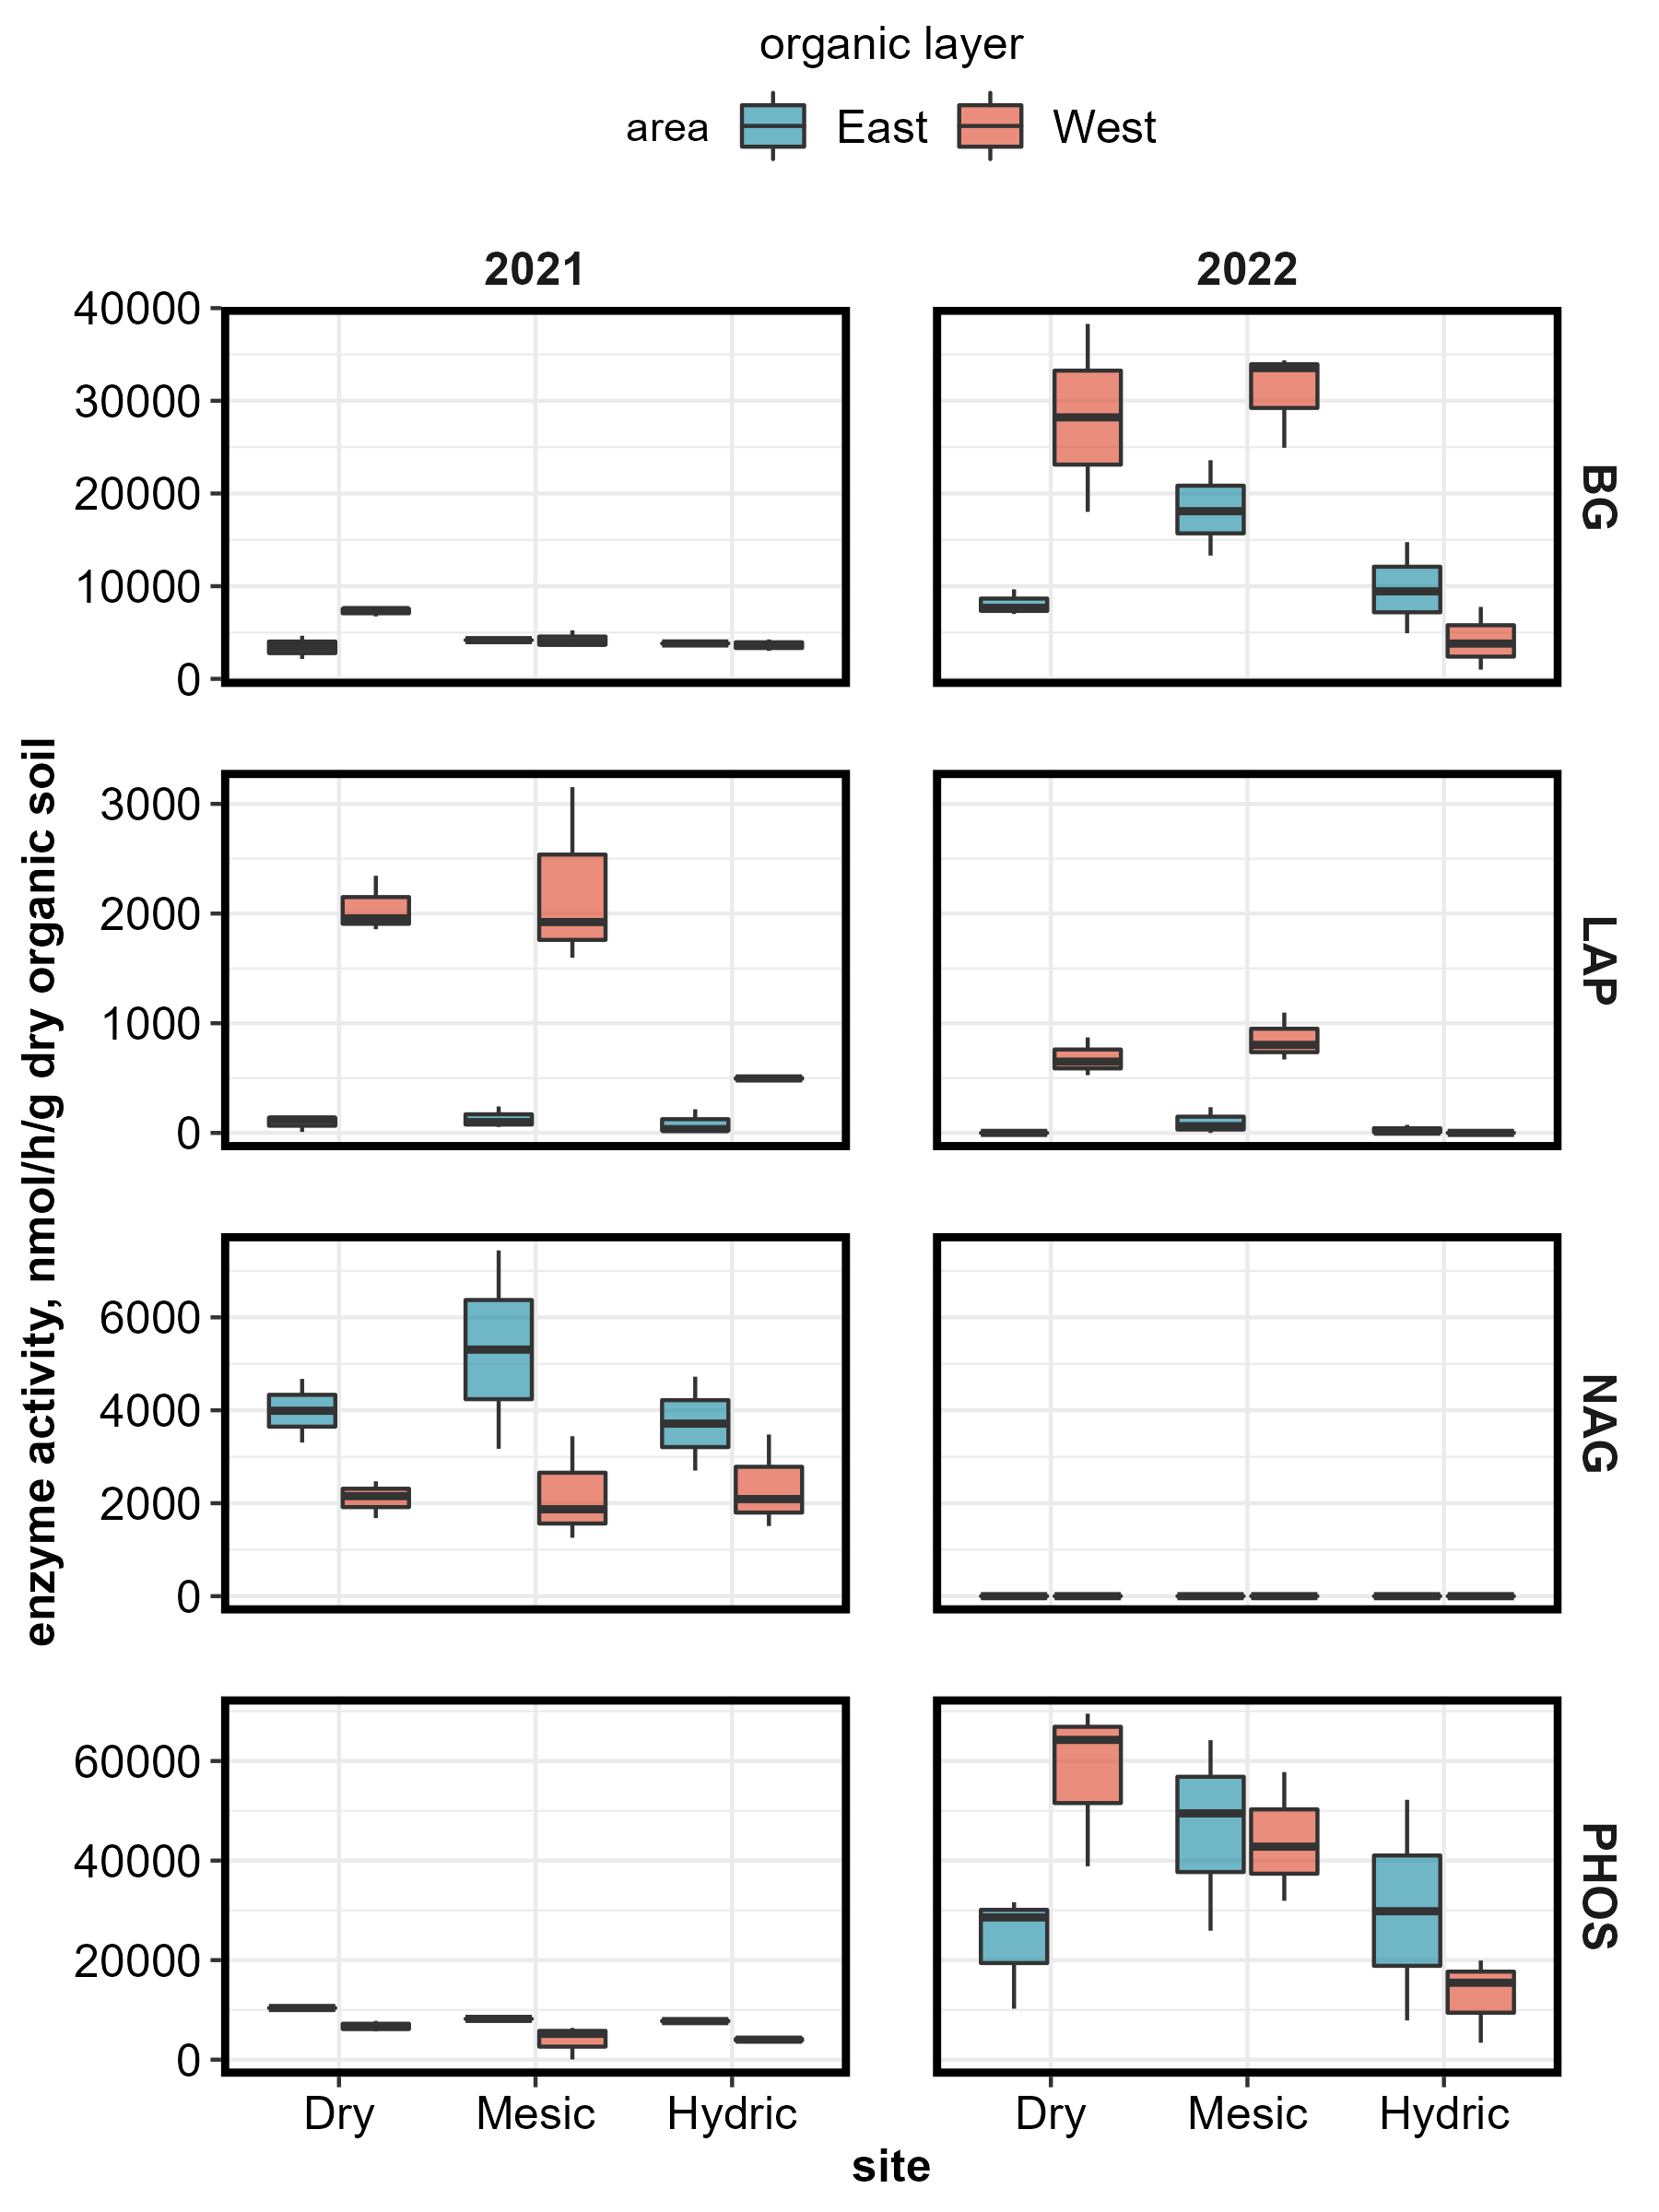 organic layer
area East West
2021 2022
40000
30000
20000
10000
0
BG
3000
2000
1000
0
LAP
6000
4000
2000
0
NAG
60000
40000
20000
0
PHOS
enzyme activity, nmol/h/g dry organic soil
Dry Mesic Hydric Dry Mesic Hydric
site